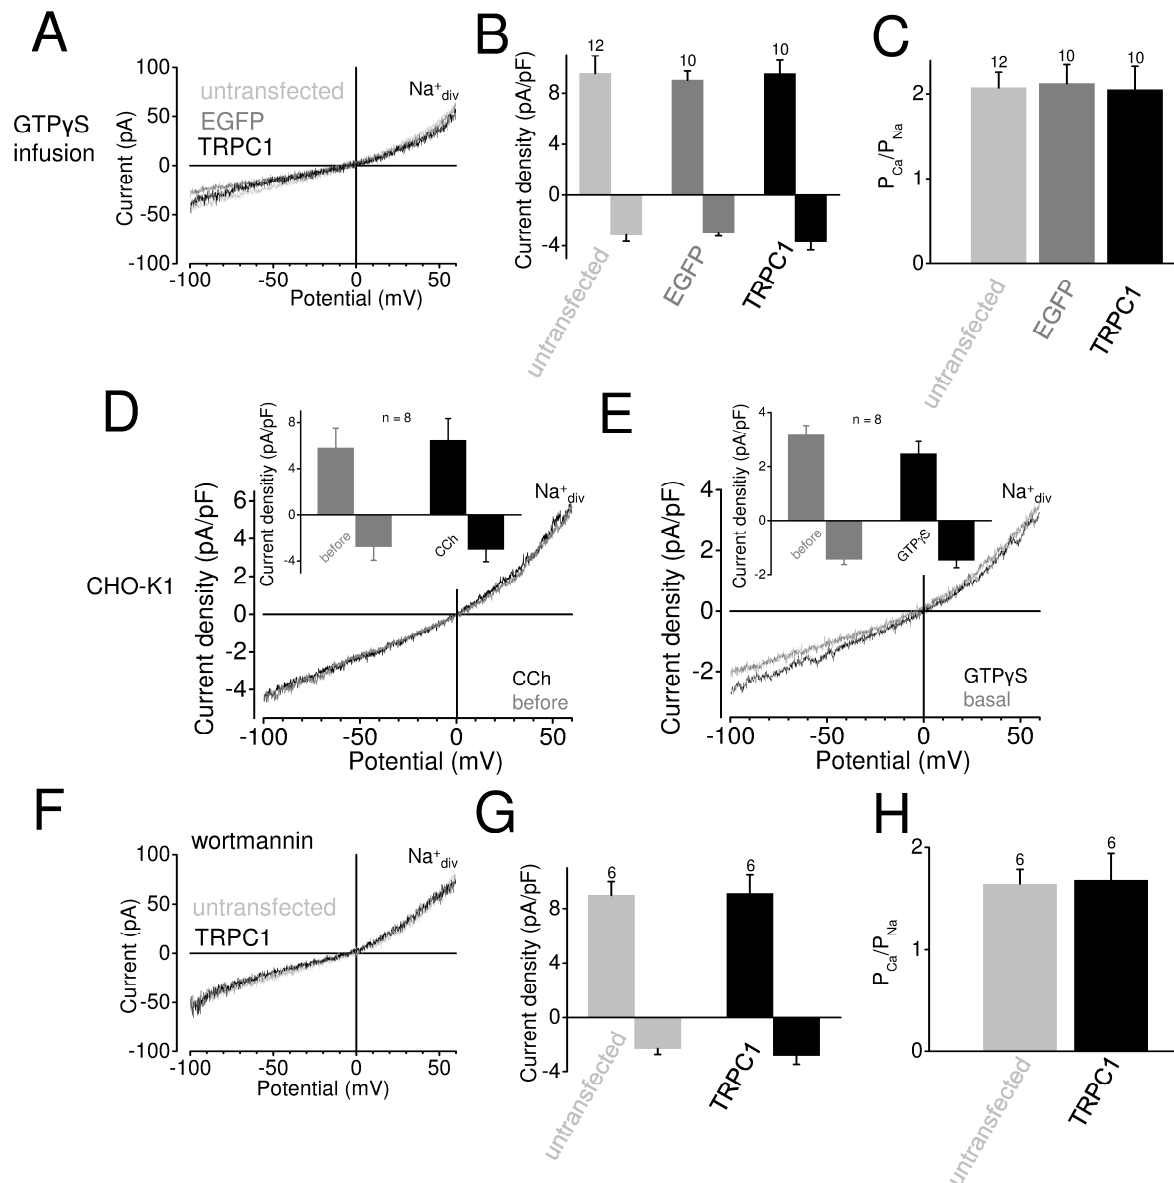 A
GTPγS
infusion
Current (pA)
100
50
0
-50
-100
untransfected
EGFP
TRPC1
Na+div
-100
-50
0
50
Potential (mV)
B
Current density (pA/pF)
8
4
0
-4
12
10
10
untransfected
EGFP
TRPC1
C
PCa/PNa
2
1
0
12
10
10
untransfected
EGFP
TRPC1
D
CHO-K1
Current density (pA/pF)
6
4
2
0
-2
-4
Current densitiy (pA/pF)
8
4
0
-4
n = 8
before
CCh
Na+div
CCh
before
-100
-50
0
50
Potential (mV)
E
Current density (pA/pF)
4
2
0
-2
Current densitiy (pA/pF)
4
2
0
-2
n = 8
before
GTPγS
Na+div
GTPγS
basal
-100
-50
0
50
Potential (mV)
F
wortmannin
Current (pA)
100
50
0
-50
-100
untransfected
TRPC1
Na+div
-100
-50
0
50
Potential (mV)
G
Current density (pA/pF)
8
4
0
-4
6
6
untransfected
TRPC1
H
PCa/PNa
2
1
0
6
6
untransfected
TRPC1